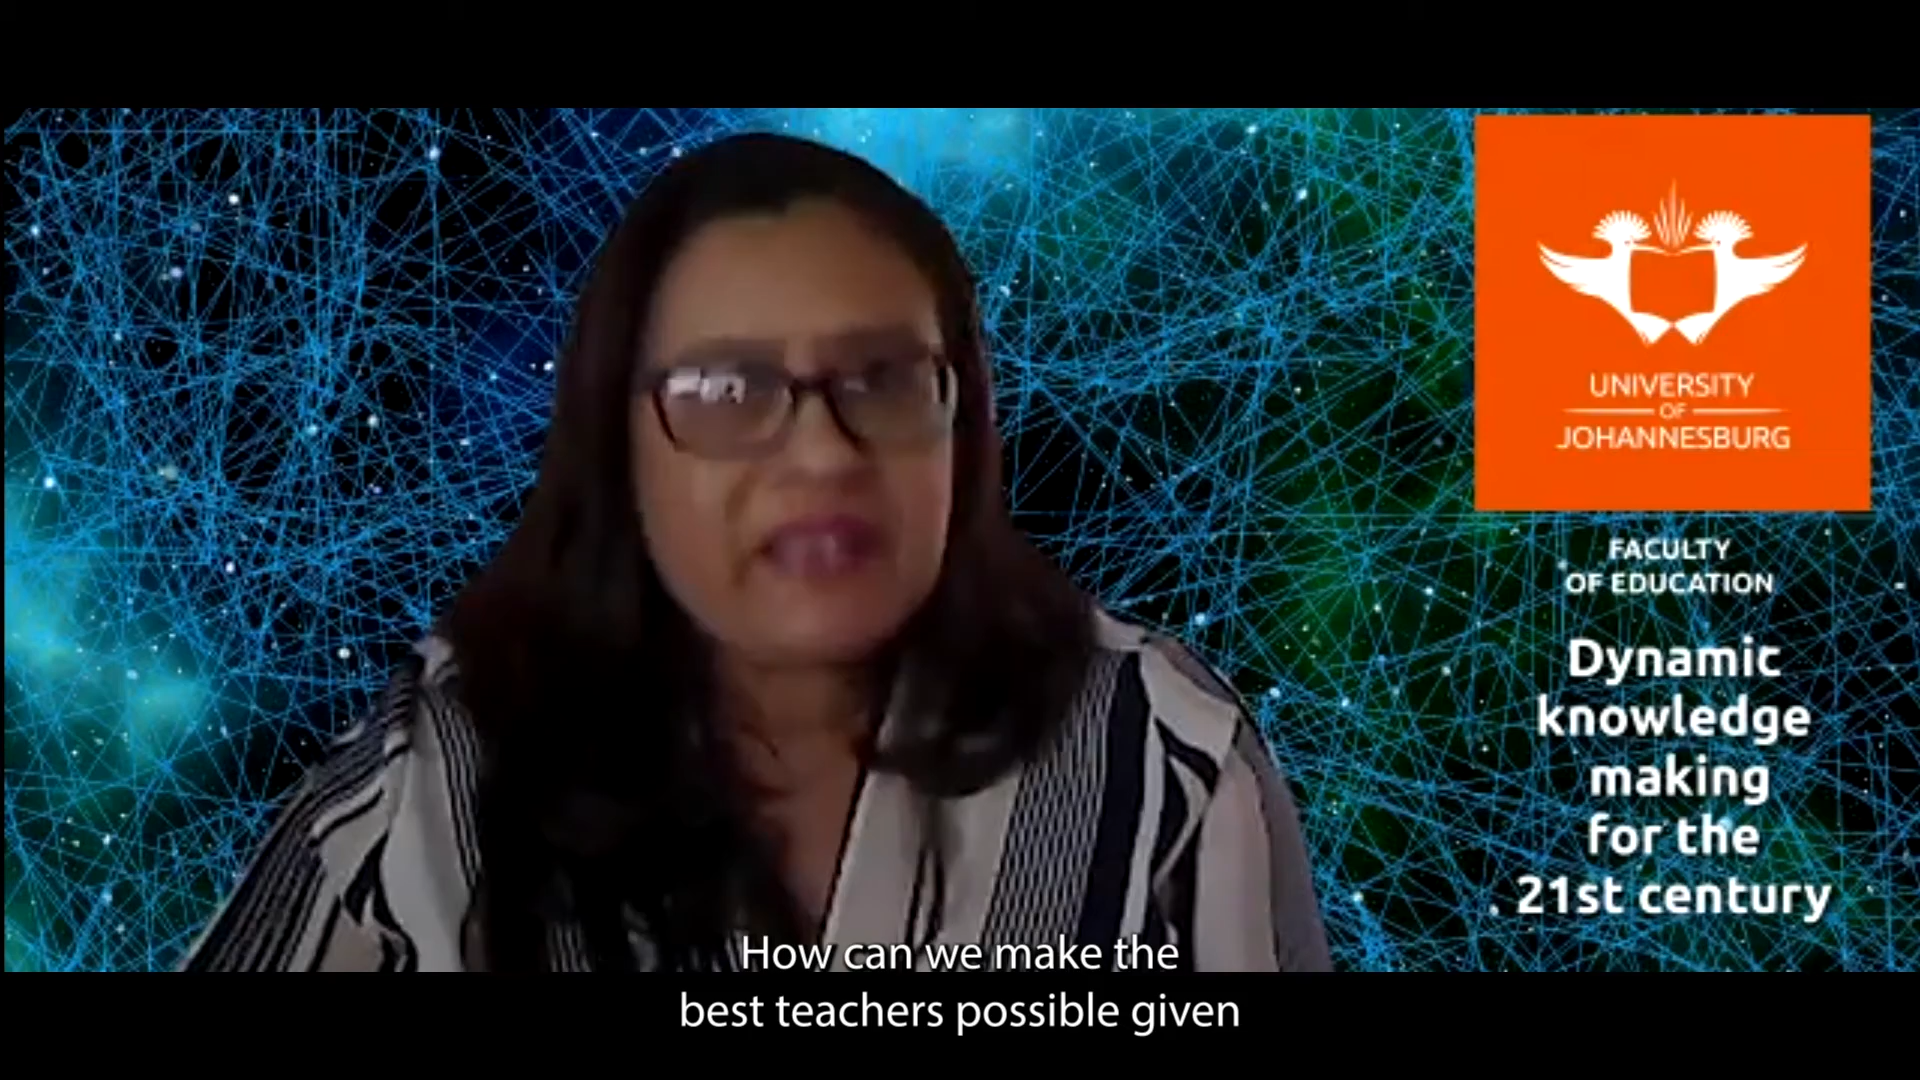 UNIVERSITY
OF
JOHANNESBURG
FACULTY
OF EDUCATION
Dynamic
knowledge
making
for the
21st century
How can we make the
best teachers possible given